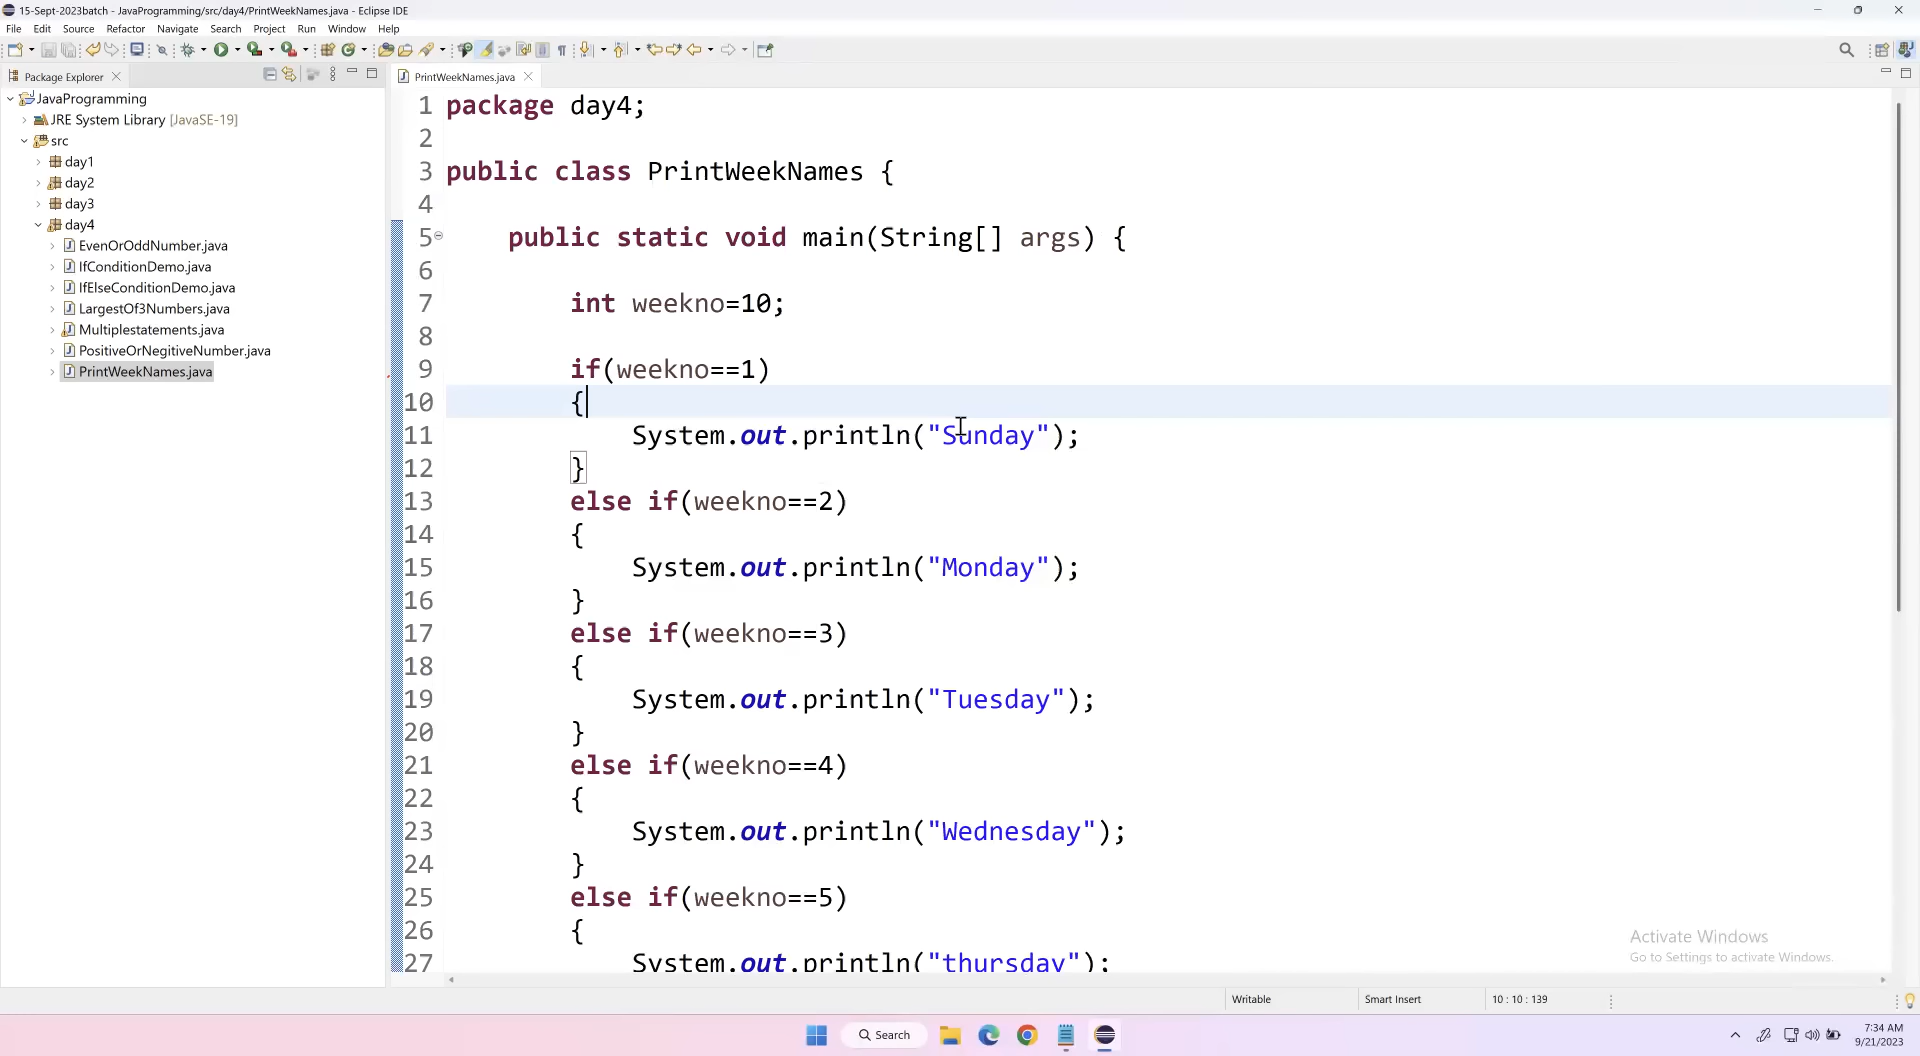 15-Sept-2023batch - JavaProgramming/src/day4/PrintWeekNames.java - Eclipse IDE
File Edit Source Refactor Navigate Search Project Run Window Help
Package Explorer
JavaProgramming
JRE System Library [JavaSE-19]
src
day1
day2
day3
day4
EvenOrOddNumber.java
IfConditionDemo.java
IfElseConditionDemo.java
LargestOf3Numbers.java
Multiplestatements.java
PositiveOrNegitiveNumber.java
PrintWeekNames.java
PrintWeekNames.java
1 package day4;
2
3 public class PrintWeekNames {
4
5 public static void main(String[] args) {
6
7 int weekno=10;
8
9 if(weekno==1)
10 {
11 System.out.println("Sunday");
12 }
13 else if(weekno==2)
14 {
15 System.out.println("Monday");
16 }
17 else if(weekno==3)
18 {
19 System.out.println("Tuesday");
20 }
21 else if(weekno==4)
22 {
23 System.out.println("Wednesday");
24 }
25 else if(weekno==5)
26 {
27 System.out.println("thursday");
Activate Windows
Go to Settings to activate Windows.
Writable Smart Insert 10 : 10 : 139
Search
7:34 AM
9/21/2023